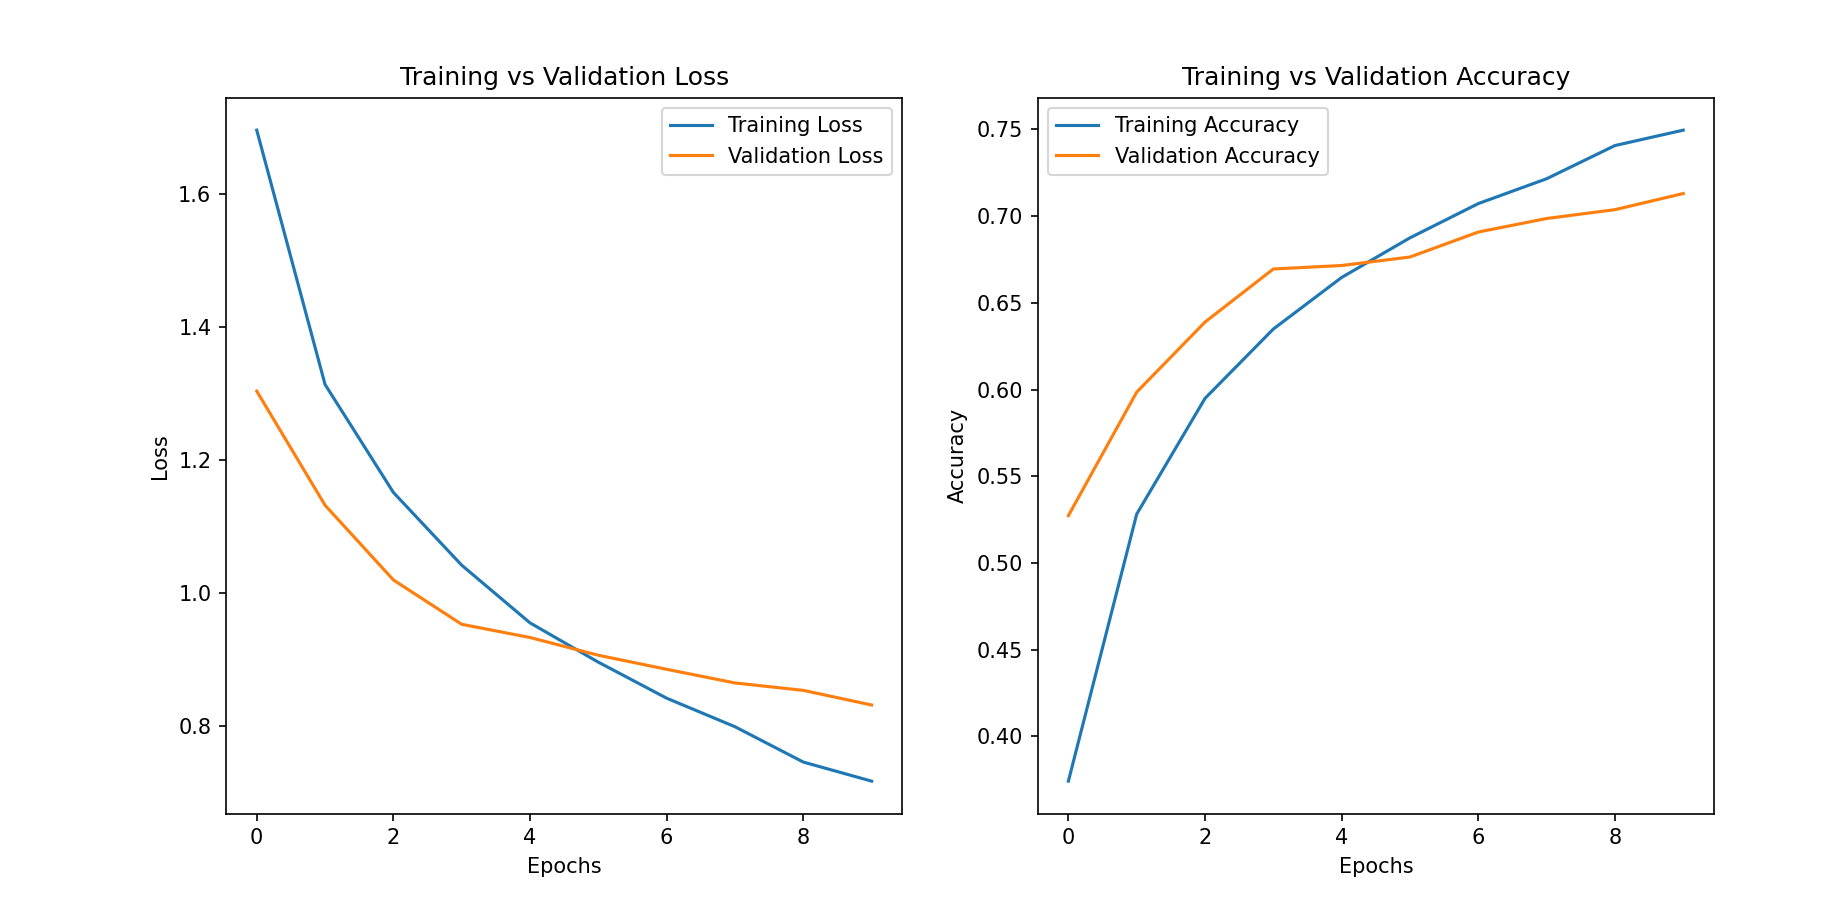 Training vs Validation Loss
Training Loss
Validation Loss
1.6
1.4
1.2
1.0
0.8
Loss
0 2 4 6 8
Epochs
Training vs Validation Accuracy
Training Accuracy
Validation Accuracy
0.75
0.70
0.65
0.60
0.55
0.50
0.45
0.40
Accuracy
0 2 4 6 8
Epochs